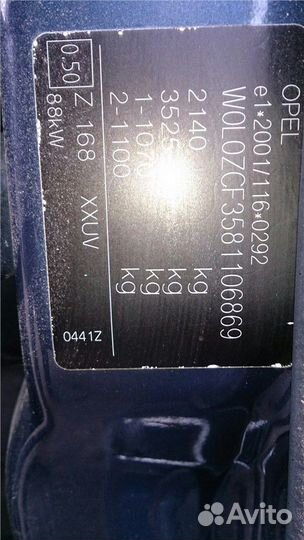 OPEL
e1*2001/116*0292
W0L0ZCF3581106869
2140 kg
3525 kg
1-1070 kg
2-1100 kg
0.50 Z 168 XXUV
88kW
0441Z
Avito